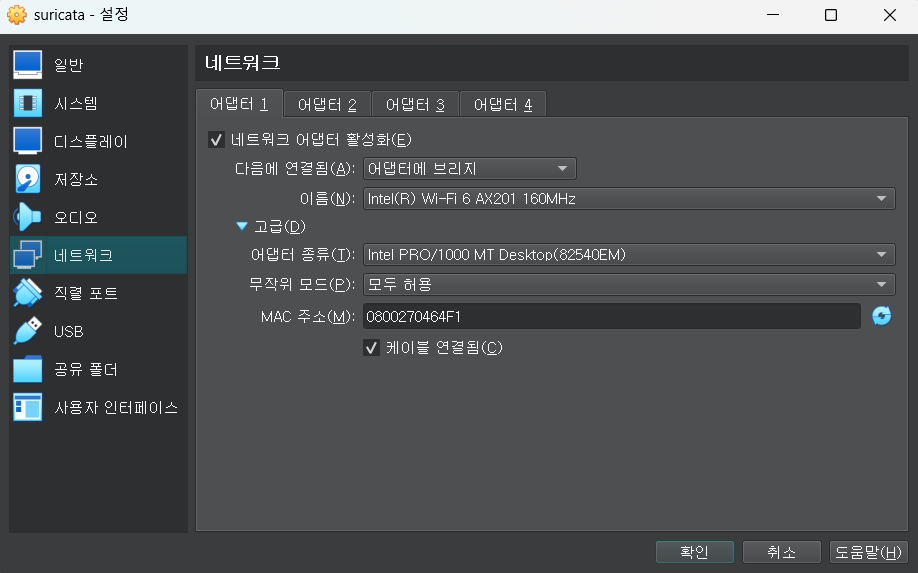 suricata - 설정
일반
시스템
디스플레이
저장소
오디오
네트워크
직렬 포트
USB
공유 폴더
사용자 인터페이스
네트워크
어댑터 1 어댑터 2 어댑터 3 어댑터 4
네트워크 어댑터 활성화(E)
다음에 연결됨(A): 어댑터에 브리지
이름(N): Intel(R) Wi-Fi 6 AX201 160MHz
고급(D)
어댑터 종류(T): Intel PRO/1000 MT Desktop(82540EM)
무작위 모드(P): 모두 허용
MAC 주소(M): 0800270464F1
케이블 연결됨(C)
확인 취소 도움말(H)